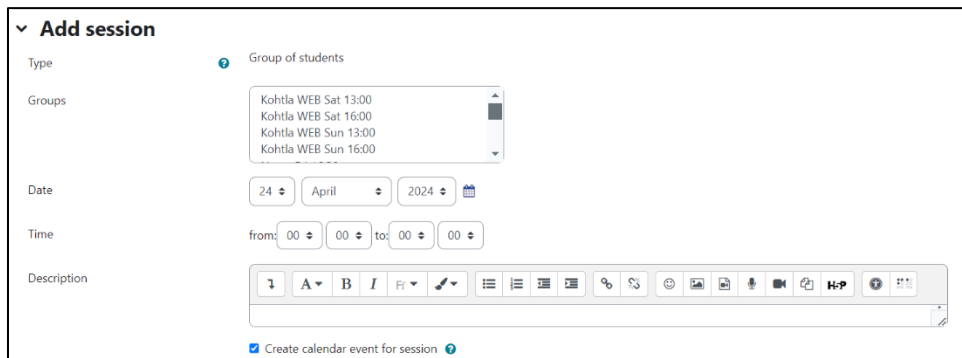 Add session
Type Group of students
Groups
Kohtla WEB Sat 13:00
Kohtla WEB Sat 16:00
Kohtla WEB Sun 13:00
Kohtla WEB Sun 16:00
Date 24 April 2024
Time from: 00 00 to: 00 00
Description A B I Fr H5P
Create calendar event for session